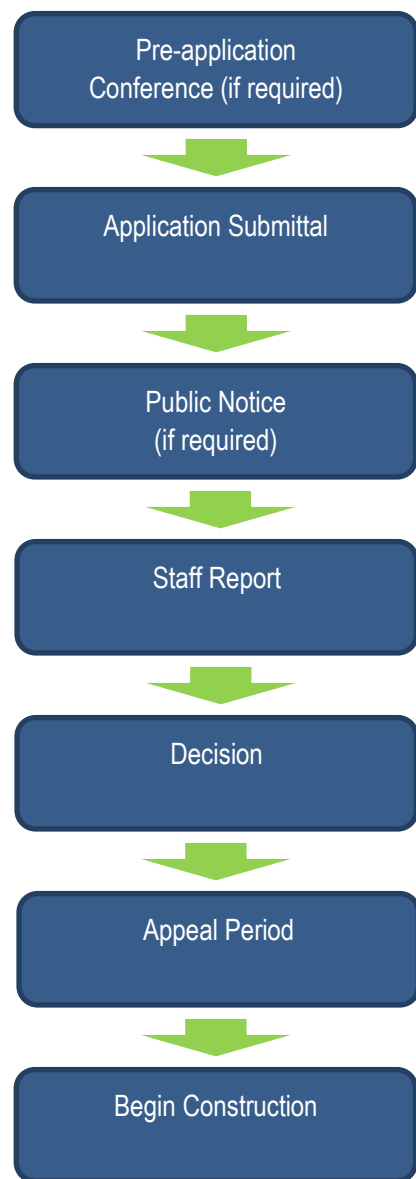 Pre-application
Conference (if required)
Application Submittal
Public Notice
(if required)
Staff Report
Decision
Appeal Period
Begin Construction